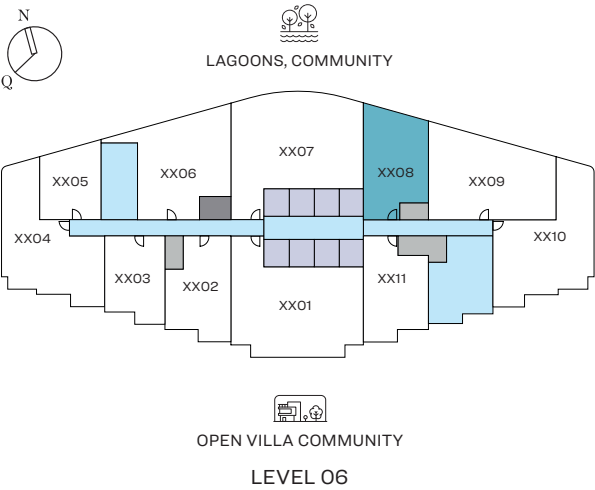 N
Q
LAGOONS, COMMUNITY
XX07
XX05
XX06
XX08
XX09
XX04
XX10
XX03
XX02
XX01
XX11
OPEN VILLA COMMUNITY
LEVEL 06